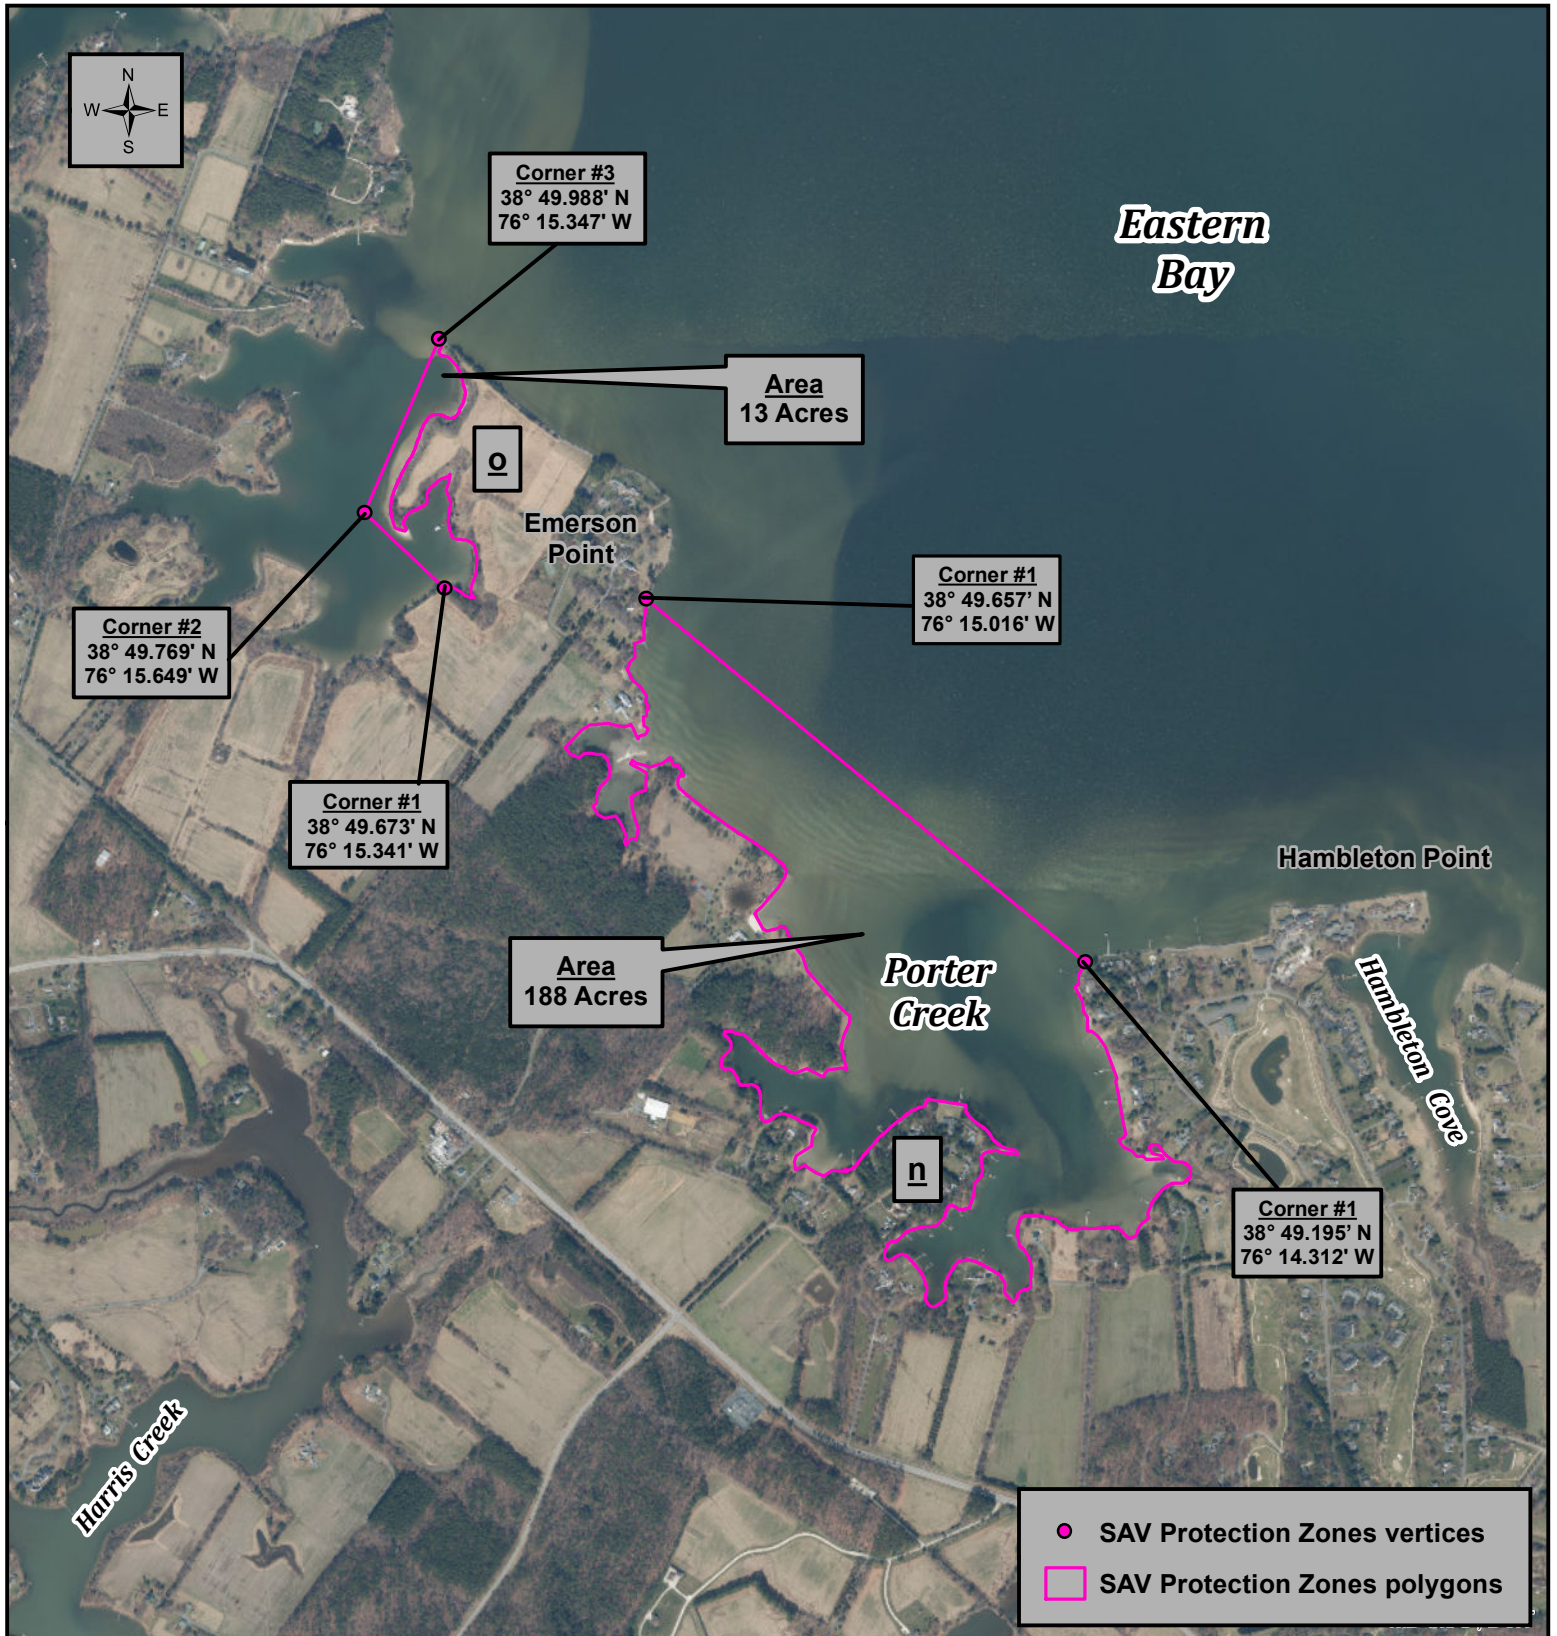 N
W E
S
Corner #3
38° 49.988' N
76° 15.347' W
Eastern
Bay
Area
13 Acres
o
Emerson
Point
Corner #1
38° 49.657’ N
76° 15.016’ W
Corner #2
38° 49.769' N
76° 15.649' W
Corner #1
38° 49.673' N
76° 15.341' W
Hambleton Point
Area
188 Acres
Porter
Creek
Hambleton Cove
n
Corner #1
38° 49.195’ N
76° 14.312' W
Harris Creek
SAV Protection Zones vertices
SAV Protection Zones polygons